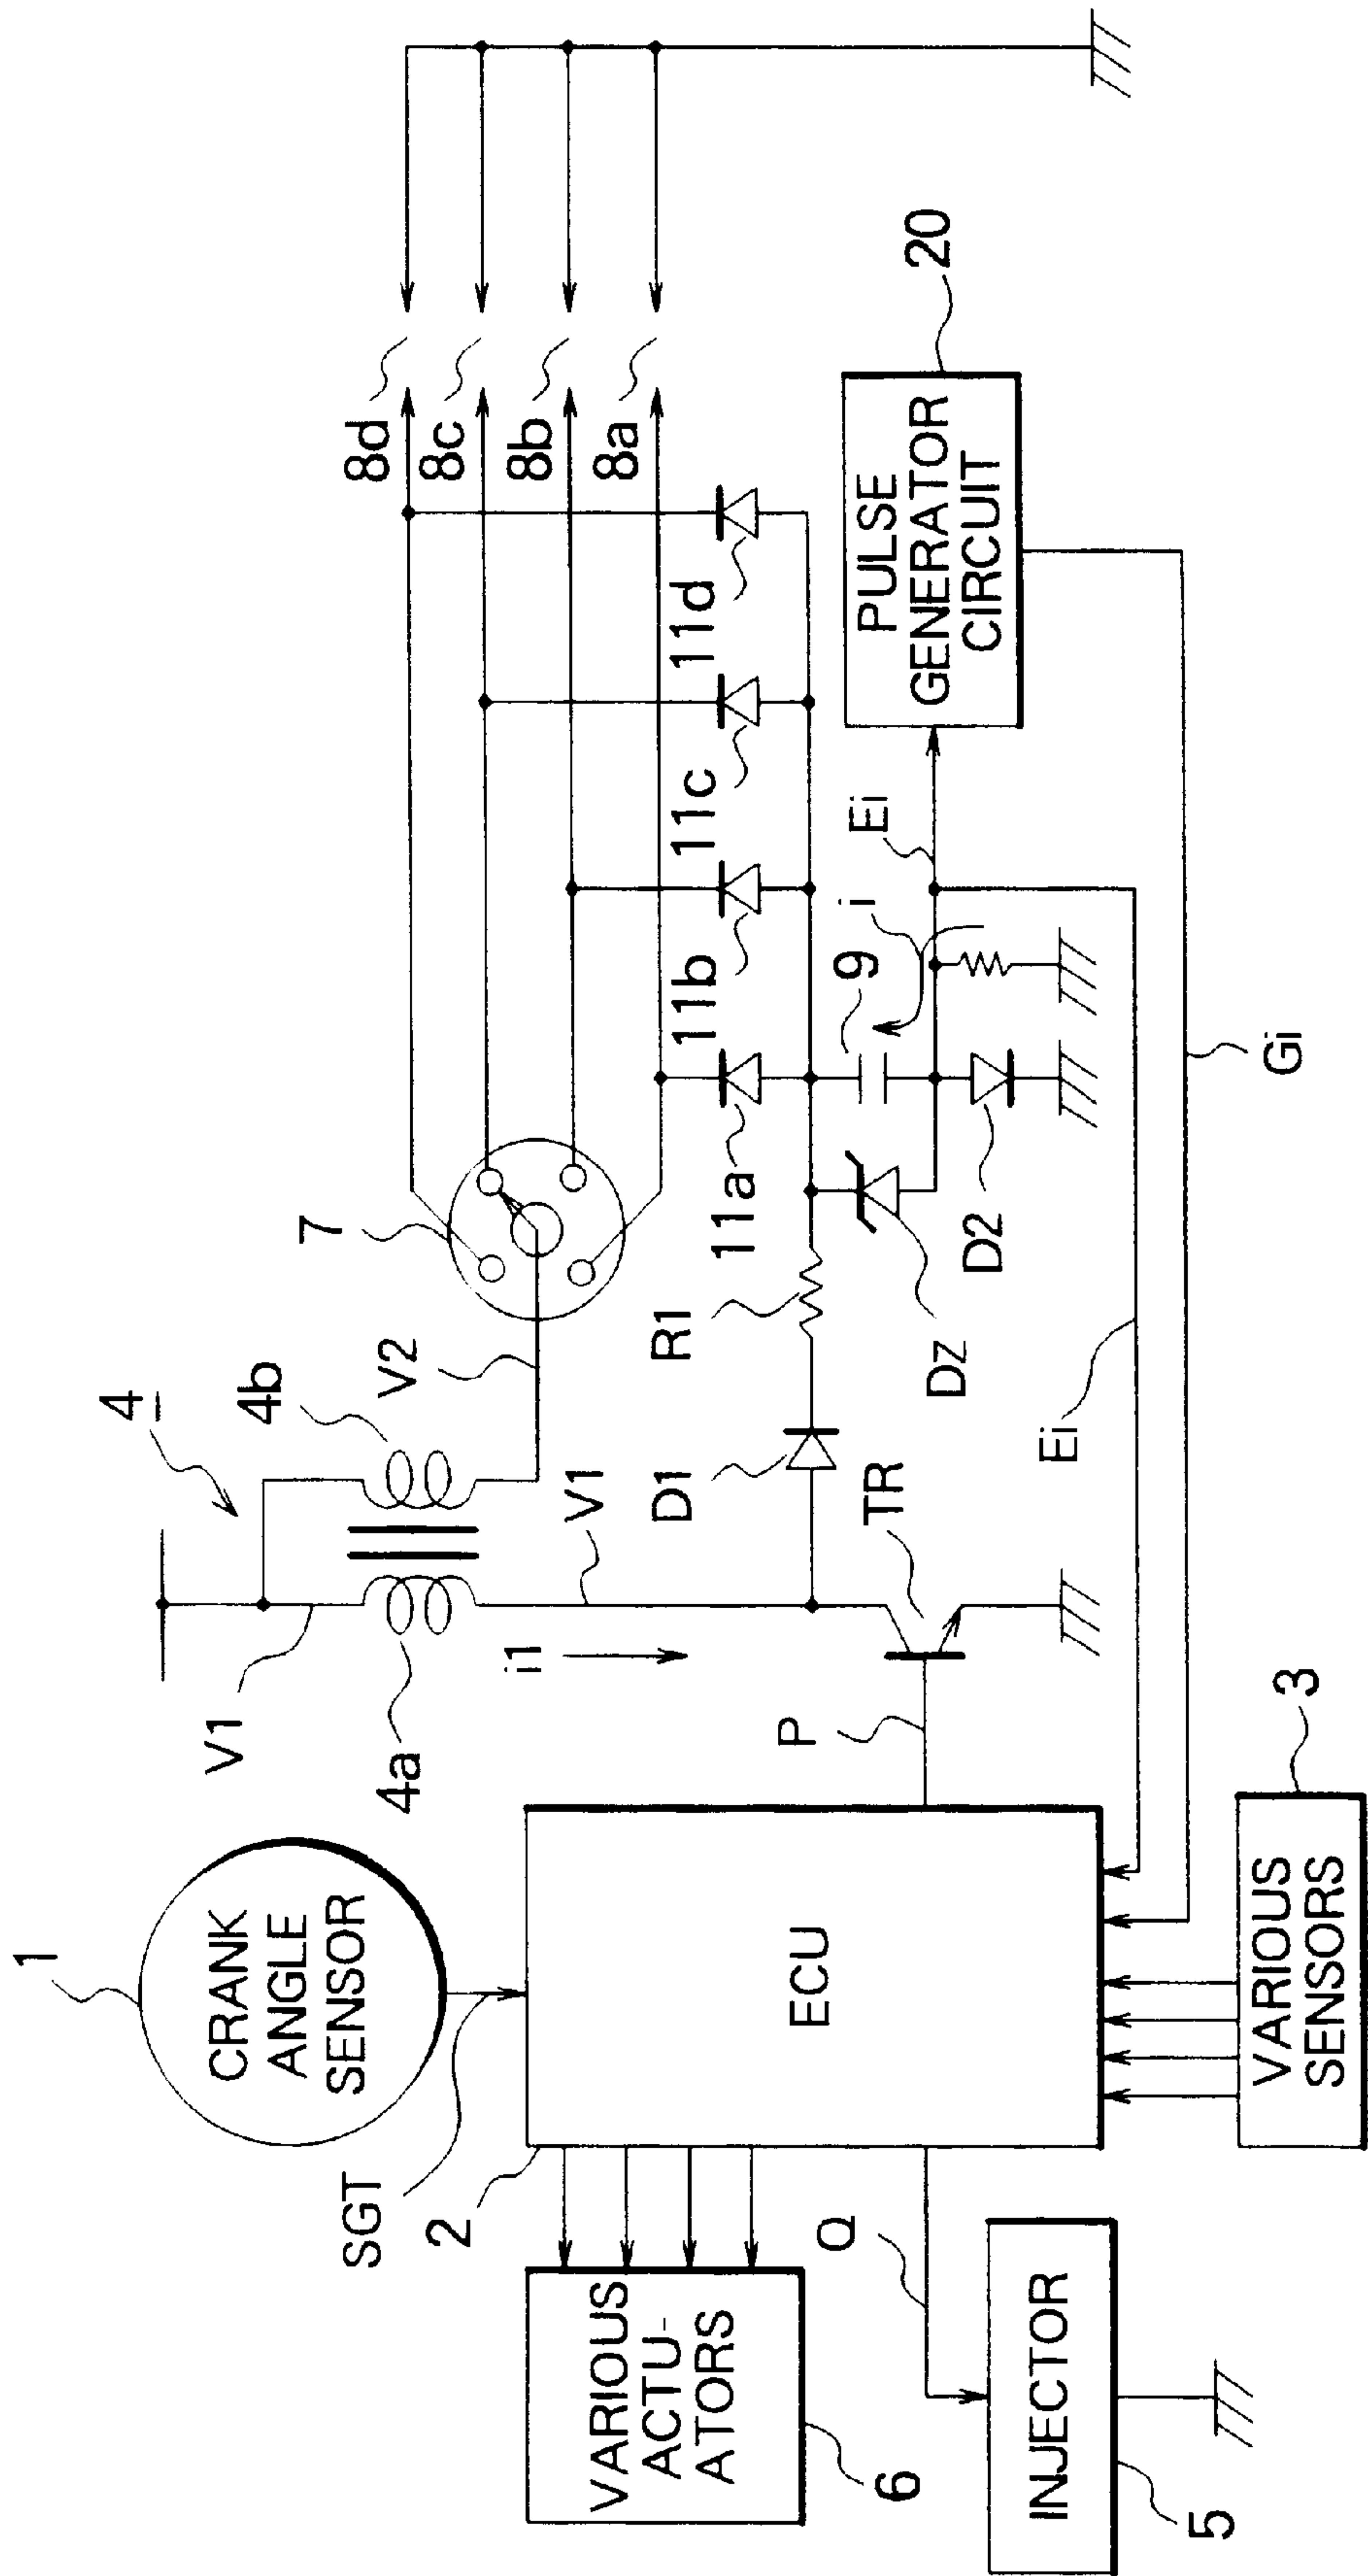 1
CRANK
ANGLE
SENSOR
SGT
2
ECU
VARIOUS
ACTU-
ATORS
6
Q
INJECTOR
5
VARIOUS
SENSORS
3
P
4
4a
4b
V1
V1
i1
V2
7
TR
D1
R1
Dz
D2
9
i
Ei
Ei
Gi
11a
11b
11c
11d
8d
8c
8b
8a
PULSE
GENERATOR
CIRCUIT
20